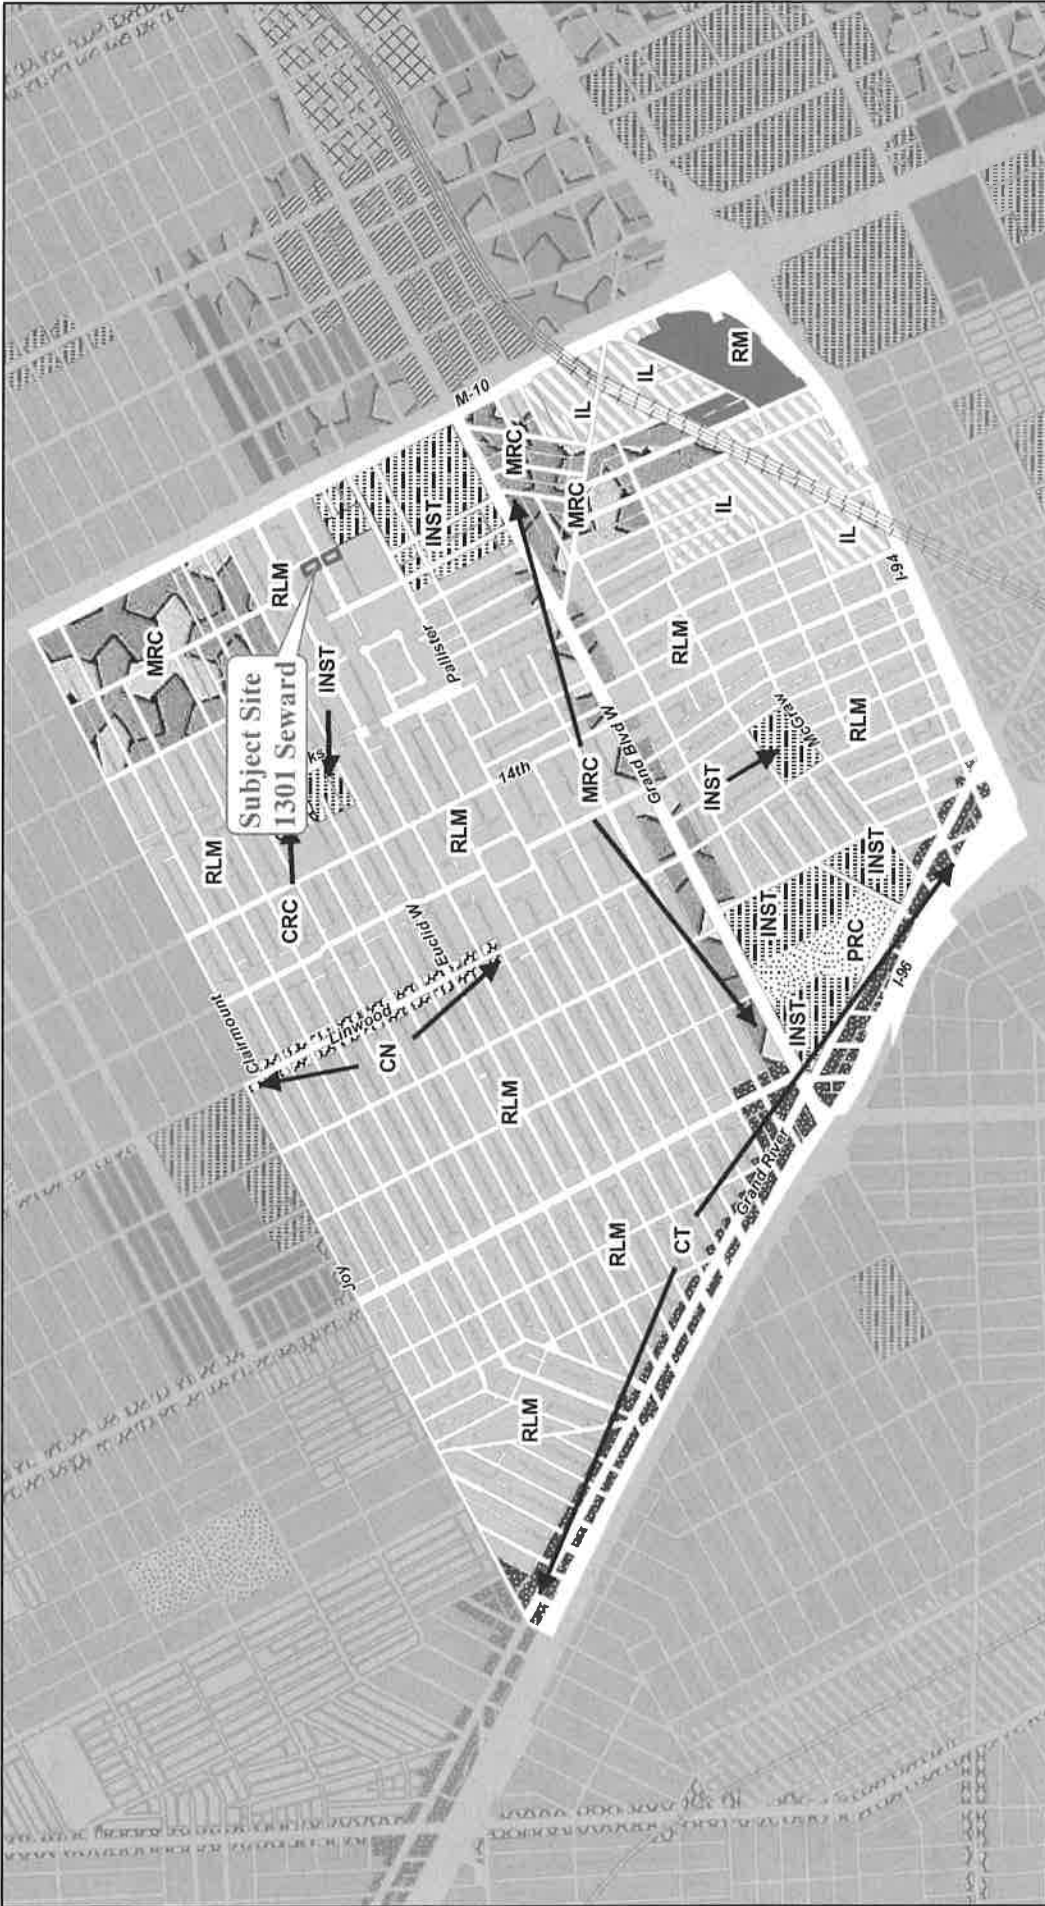 M-10
MRC
RLM
Subject Site
1301 Seward
INST
ks
INST
Pallister
MRC
MRC
IL
IL
RM
IL
IL
I-94
RLM
CRC
RLM
14th
MRC
Grand Blvd W
RLM
INST
McGraw
RLM
Clairmount
Linwood
Euclid W
CN
INST
INST
PRC
INST
I-96
RLM
Joy
RLM
CT
Grand River
RLM